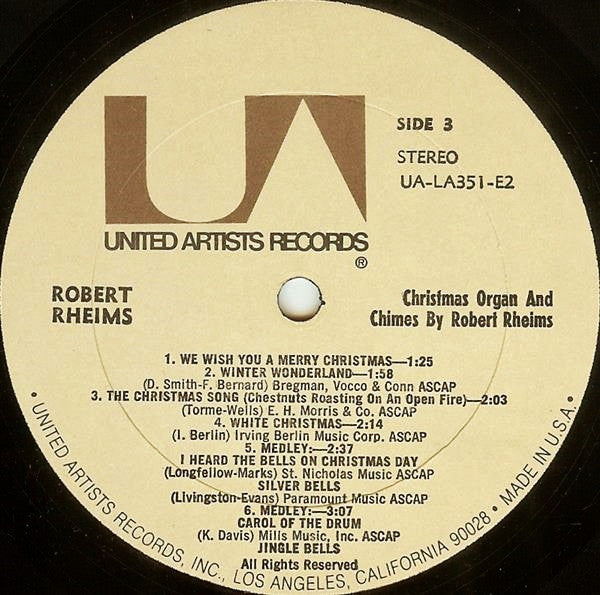 UA
SIDE 3
STEREO
UA-LA351-E2
UNITED ARTISTS RECORDS
®
ROBERT
RHEIMS
Christmas Organ And
Chimes By Robert Rheims
1. WE WISH YOU A MERRY CHRISTMAS—1:25
2. WINTER WONDERLAND—1:58
(D. Smith-F. Bernard) Bregman, Vocco & Conn ASCAP
3. THE CHRISTMAS SONG (Chestnuts Roasting On An Open Fire)—2:03
(Torme-Wells) E. H. Morris & Co. ASCAP
4. WHITE CHRISTMAS—2:14
(I. Berlin) Irving Berlin Music Corp. ASCAP
5. MEDLEY:—2:37
I HEARD THE BELLS ON CHRISTMAS DAY
(Longfellow-Marks) St. Nicholas Music ASCAP
SILVER BELLS
(Livingston-Evans) Paramount Music ASCAP
6. MEDLEY:—3:07
CAROL OF THE DRUM
(K. Davis) Mills Music, Inc. ASCAP
JINGLE BELLS
All Rights Reserved
• UNITED ARTISTS RECORDS, INC., LOS ANGELES, CALIFORNIA 90028 • MADE IN U.S.A. •